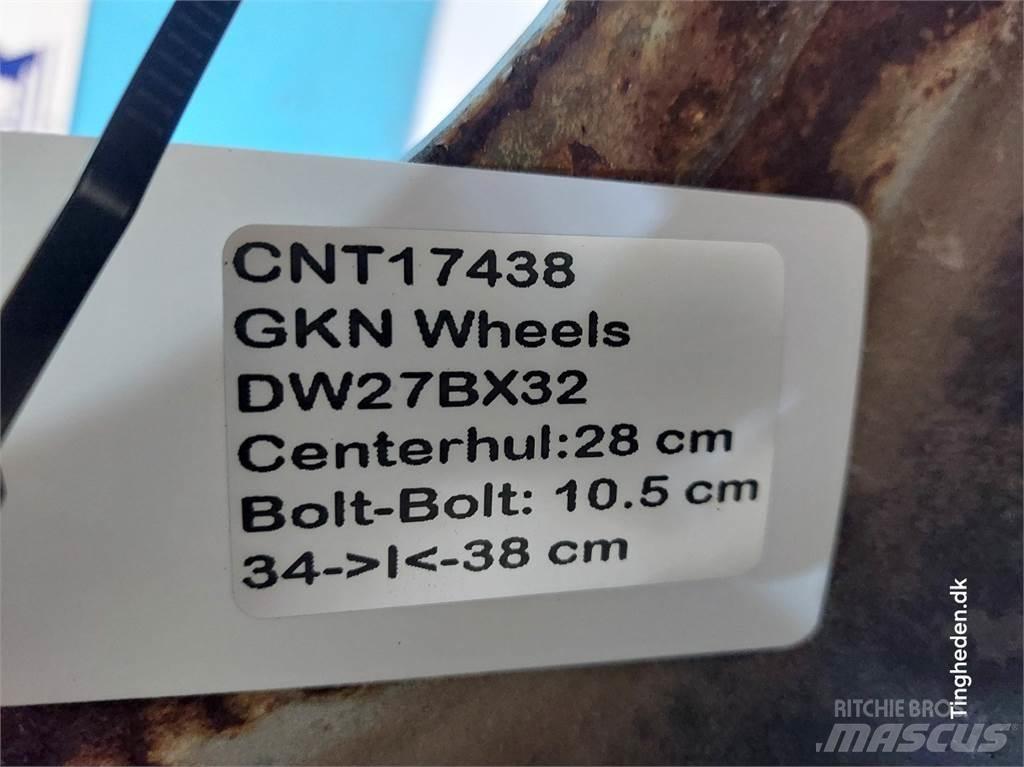 CNT17438
GKN Wheels
DW27BX32
Centerhul:28 cm
Bolt-Bolt: 10.5 cm
34->I<-38 cm
Tingheden.dk
RITCHIE BRO
MASCUS